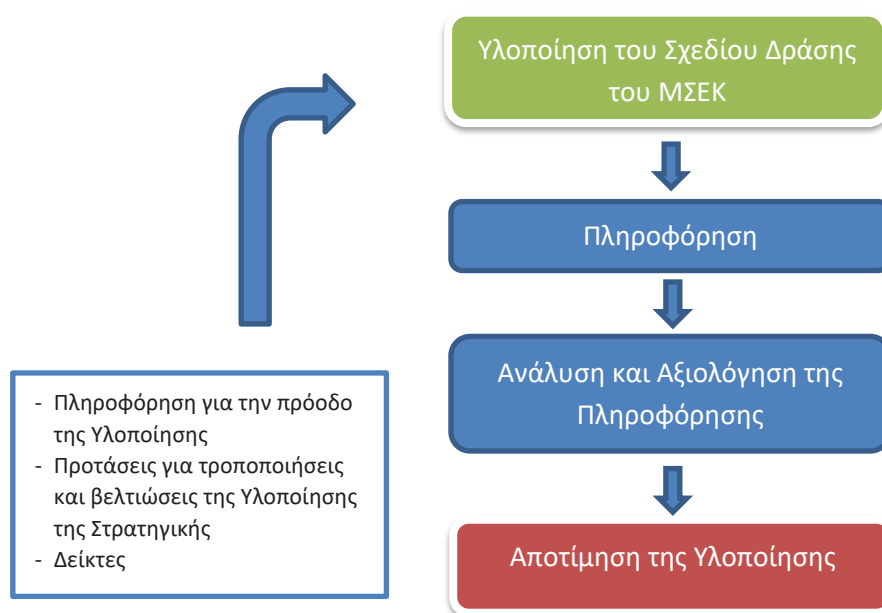 Υλοποίηση του Σχεδίου Δράσης
του ΜΣΕΚ
Πληροφόρηση
Ανάλυση και Αξιολόγηση της
Πληροφόρησης
Αποτίμηση της Υλοποίησης
- Πληροφόρηση για την πρόοδο
της Υλοποίησης
- Προτάσεις για τροποποιήσεις
και βελτιώσεις της Υλοποίησης
της Στρατηγικής
- Δείκτες